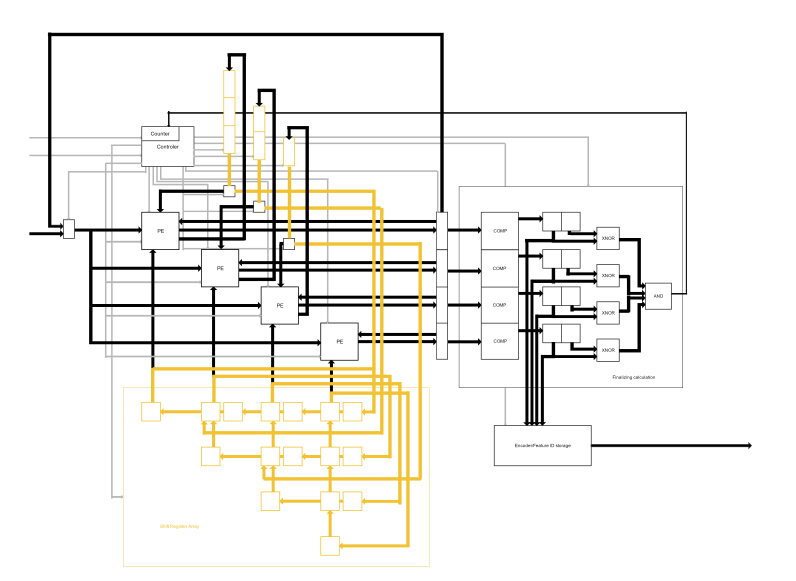 Counter
Controler
PE
PE
PE
PE
COMP
COMP
COMP
COMP
XNOR
XNOR
XNOR
XNOR
AND
Finalizing calculation
Encoder/Feature ID storage
Shift Register Array